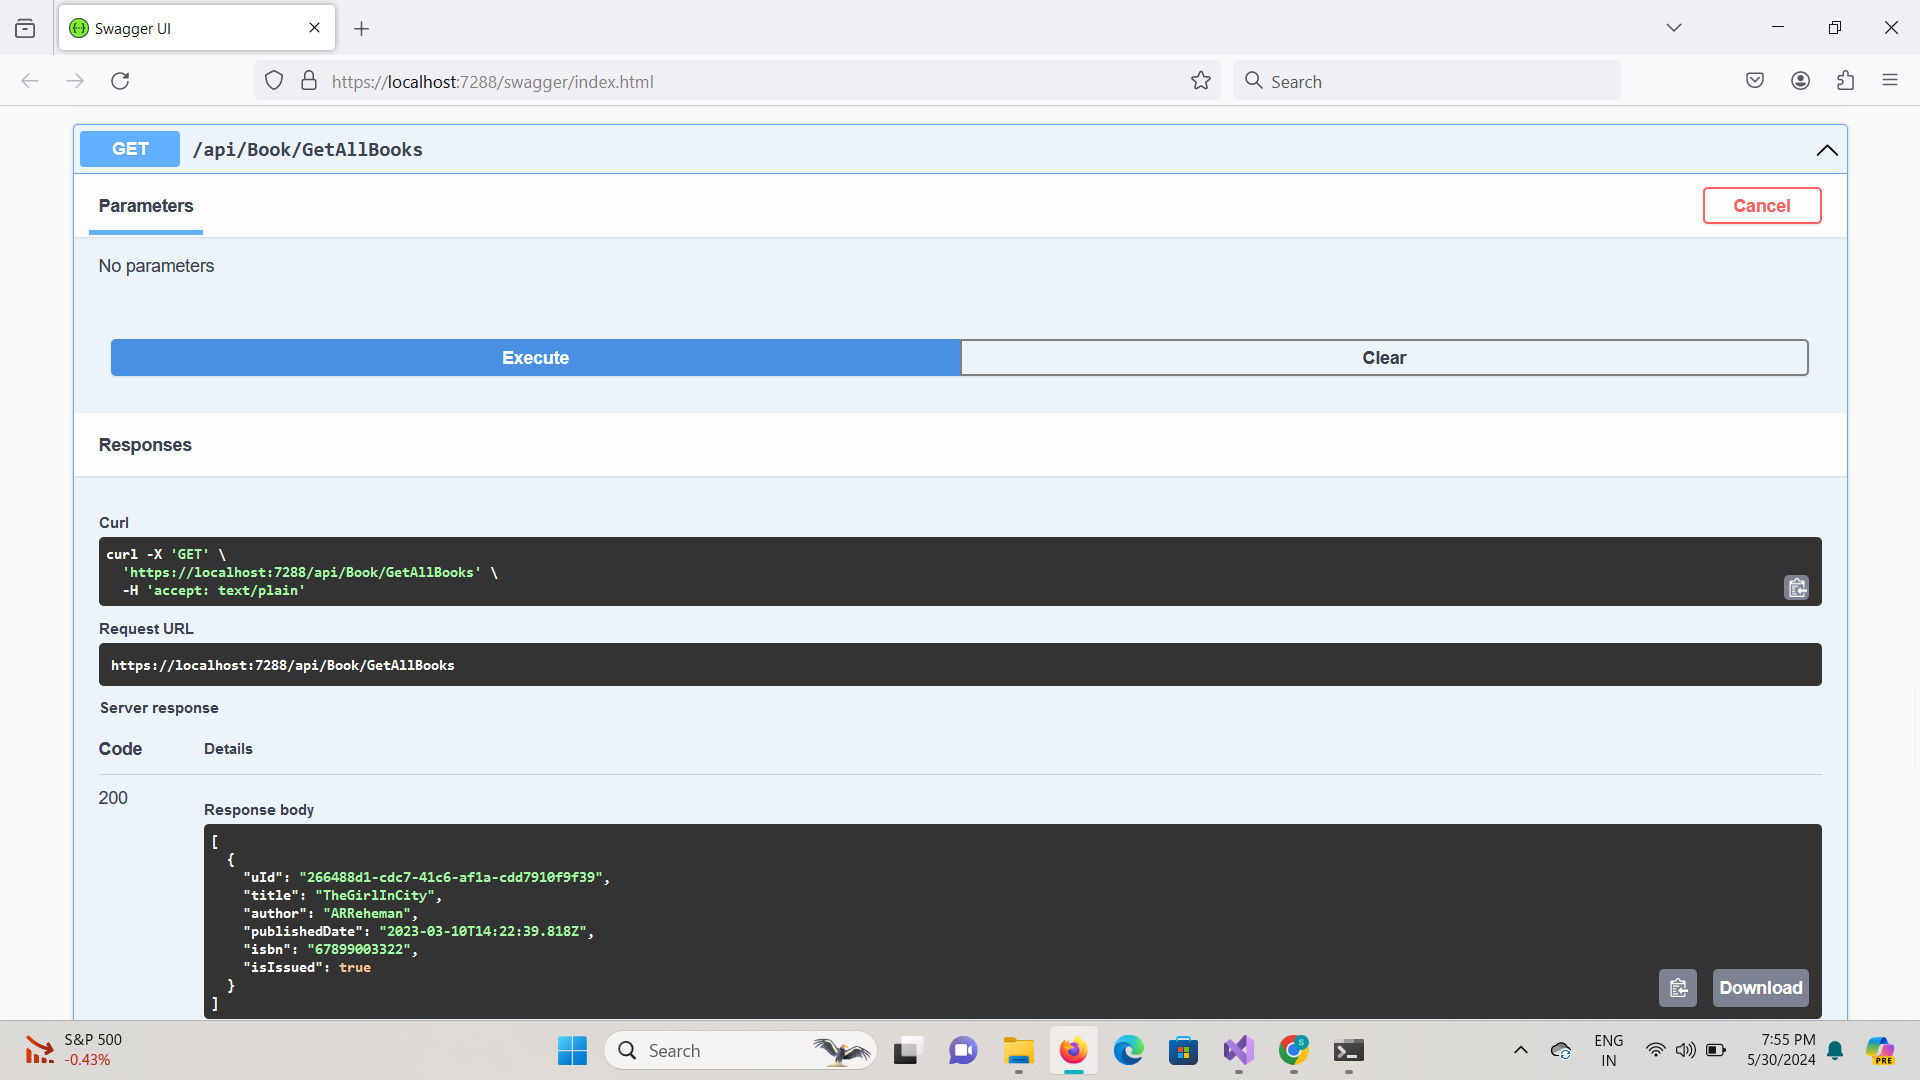 Swagger UI
https://localhost:7288/swagger/index.html
Search
GET /api/Book/GetAllBooks
Parameters
Cancel
No parameters
Execute
Clear
Responses
Curl
curl -X 'GET' \
  'https://localhost:7288/api/Book/GetAllBooks' \
  -H 'accept: text/plain'
Request URL
https://localhost:7288/api/Book/GetAllBooks
Server response
Code Details
200
Response body
[
  {
    "uId": "266488d1-cdc7-41c6-af1a-cdd7910f9f39",
    "title": "TheGirlInCity",
    "author": "ARReheman",
    "publishedDate": "2023-03-10T14:22:39.818Z",
    "isbn": "67899003322",
    "isIssued": true
  }
]
Download
S&P 500
-0.43%
Search
S
ENG
IN
7:55 PM
5/30/2024
PRE